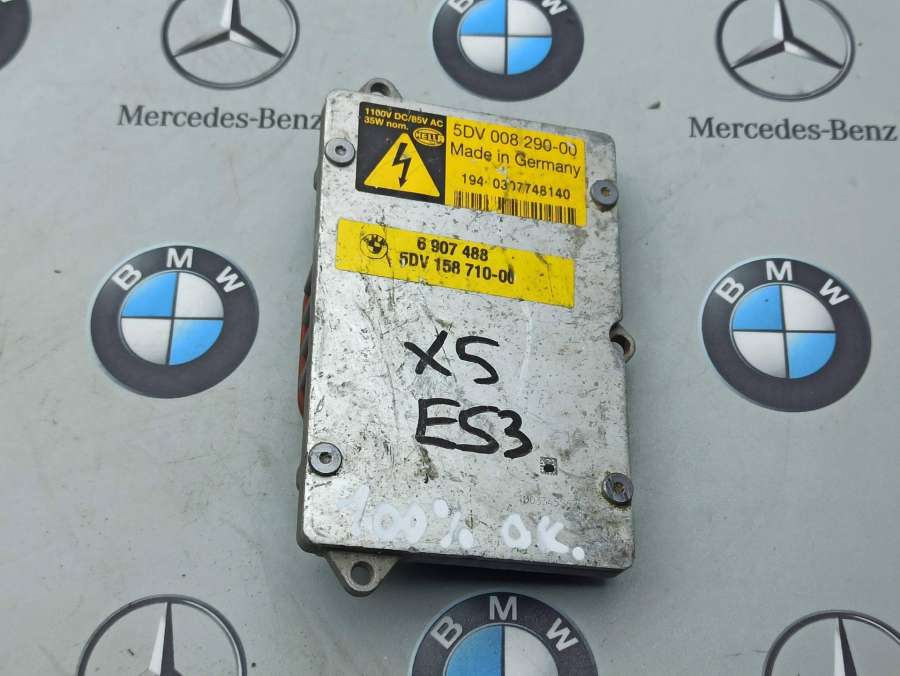 Mercedes-Benz
BMW
Mercedes-Benz
1100V DC/85V AC
35W nom.
HELLA
5DV 008 290-00
Made in Germany
194 0307748140
6 907 488
5DV 158 710-00
BMW
BMW
X5
E53
100% OK.
BMW